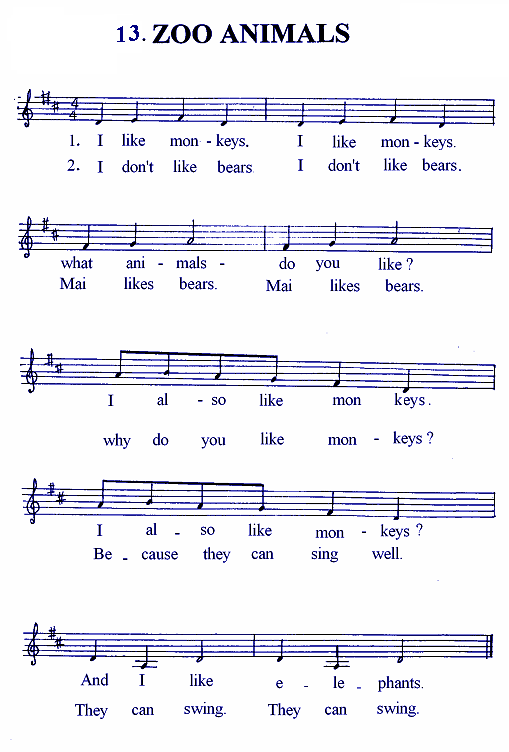 13. ZOO ANIMALS
4
4
1. I like mon - keys. I like mon - keys.
2. I don't like bears I don't like bears.
what ani - mals - do you like ?
Mai likes bears. Mai likes bears.
I al - so like mon keys.
why do you like mon - keys ?
I al - so like mon - keys ?
Be - cause they can sing well.
And I like e - le - phants.
They can swing. They can swing.